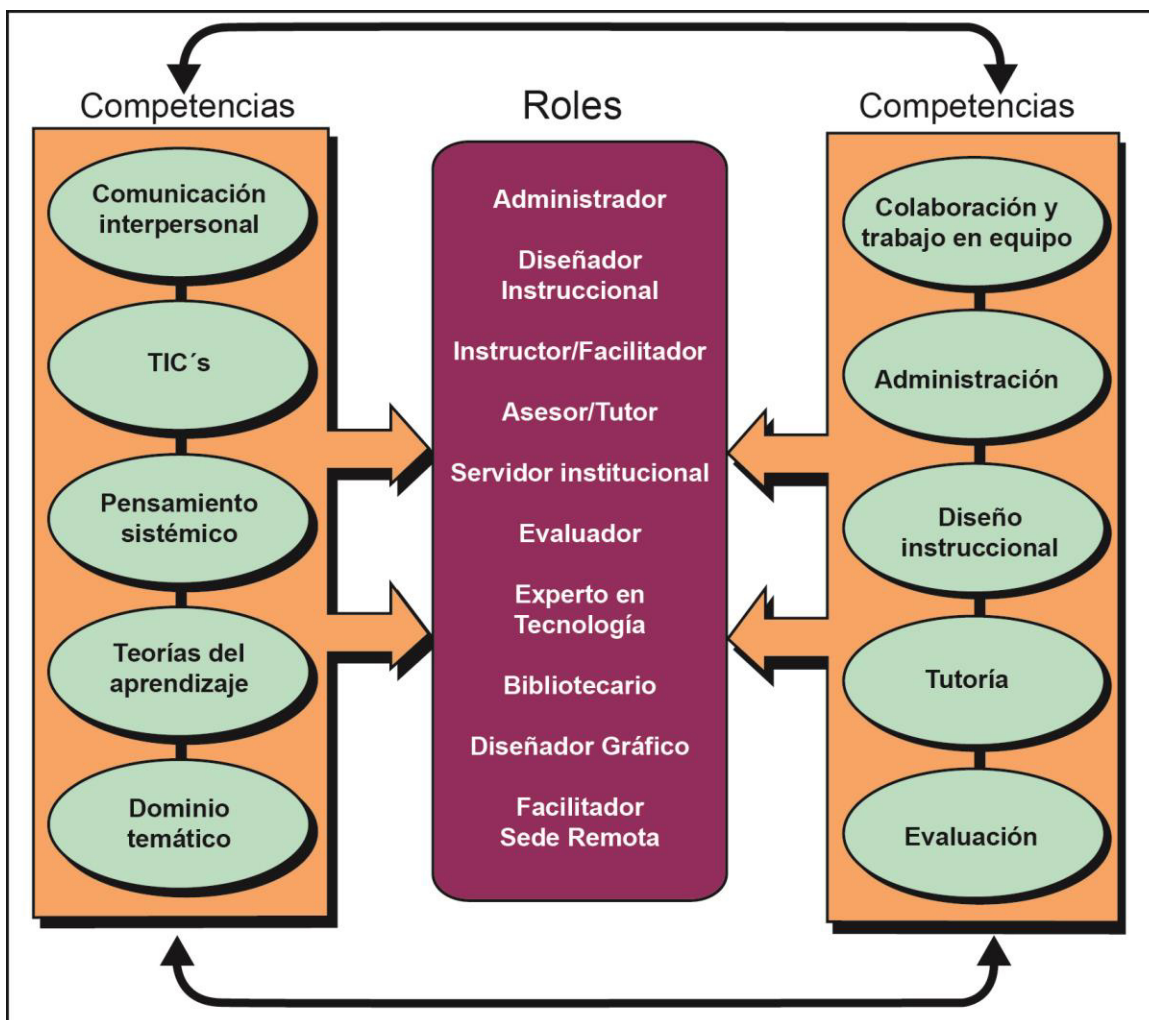 Competencias
Comunicación
interpersonal
TIC´s
Pensamiento
sistémico
Teorías del
aprendizaje
Dominio
temático
Roles
Administrador
Diseñador
Instruccional
Instructor/Facilitador
Asesor/Tutor
Servidor institucional
Evaluador
Experto en
Tecnología
Bibliotecario
Diseñador Gráfico
Facilitador
Sede Remota
Competencias
Colaboración y
trabajo en equipo
Administración
Diseño
instruccional
Tutoría
Evaluación